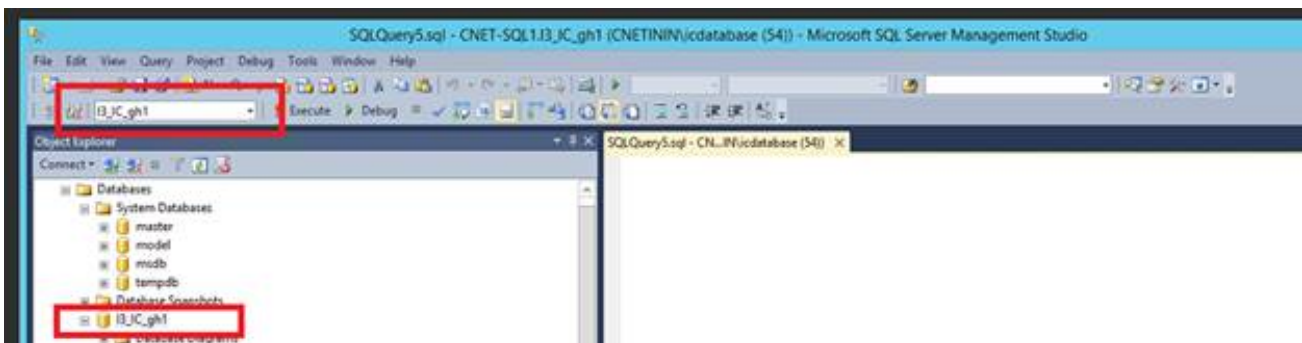 SQLQuery5.sql - CNET-SQL1.I3_IC_gh1 (CNETININ\icdatabase (54)) - Microsoft SQL Server Management Studio
File Edit View Query Project Debug Tools Window Help
I3_IC_gh1 Execute Debug
Object Explorer
SQLQuery5.sql - CN...IN\icdatabase (54))
Connect
Databases
System Databases
master
model
msdb
tempdb
Database Snapshots
I3_IC_gh1
Database Diagrams